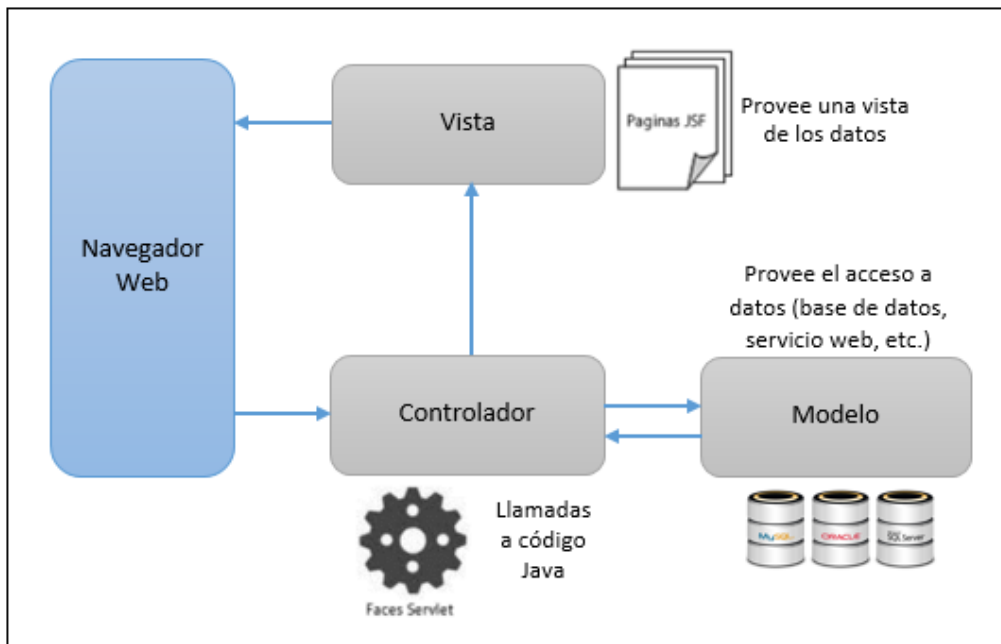 Vista
Paginas JSF
Provee una vista
de los datos
Navegador
Web
Provee el acceso a
datos (base de datos,
servicio web, etc.)
Controlador
Modelo
Faces Servlet
Llamadas
a código
Java
MySQL
ORACLE
SQL Server